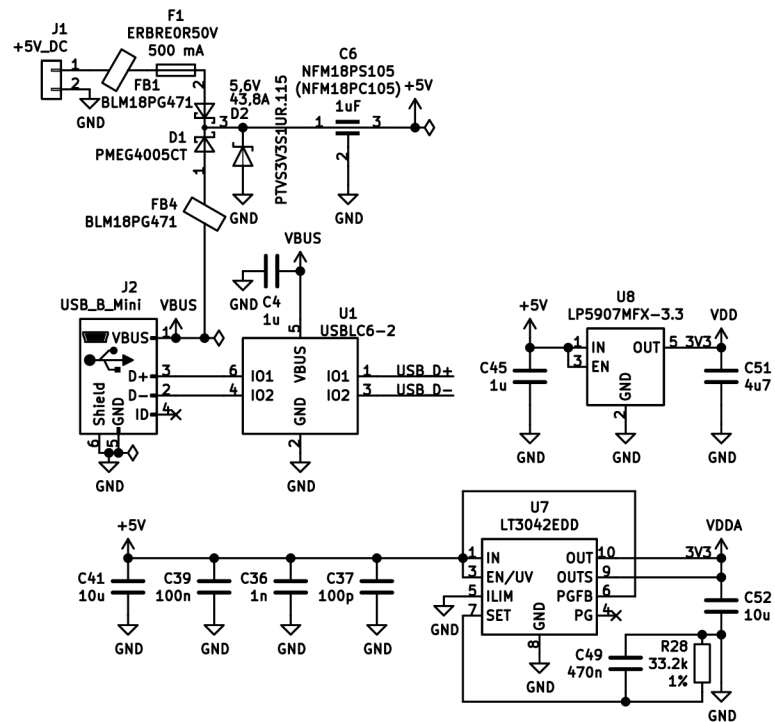 J1
+5V_DC
1
2
GND
FB1
BLM18PG471
F1
ERBRE0R50V
500 mA
2
D1
PMEG4005CT
3
1
5,6V
43,8A
D2
PTVS3V3S1UR.115
GND
C6
NFM18PS105
(NFM18PC105)
1uF
1
3
2
GND
+5V
FB4
BLM18PG471
J2
USB_B_Mini
VBUS
VBUS
1
D+
3
D-
2
ID
4
Shield
GND
6
5
GND
VBUS
GND
C4
1u
U1
USBLC6-2
5
VBUS
6
IO1
IO1
1
USB_D+
4
IO2
IO2
3
USB_D-
GND
2
GND
+5V
C45
1u
GND
U8
LP5907MFX-3.3
1
IN
OUT
5
3V3
3
EN
GND
2
GND
VDD
C51
4u7
GND
+5V
C41
10u
GND
C39
100n
GND
C36
1n
GND
C37
100p
GND
U7
LT3042EDD
1
IN
OUT
10
3V3
3
EN/UV
OUTS
9
5
ILIM
PGFB
6
7
SET
PG
4
GND
8
GND
GND
VDDA
C52
10u
C49
470n
R28
33.2k
1%
GND